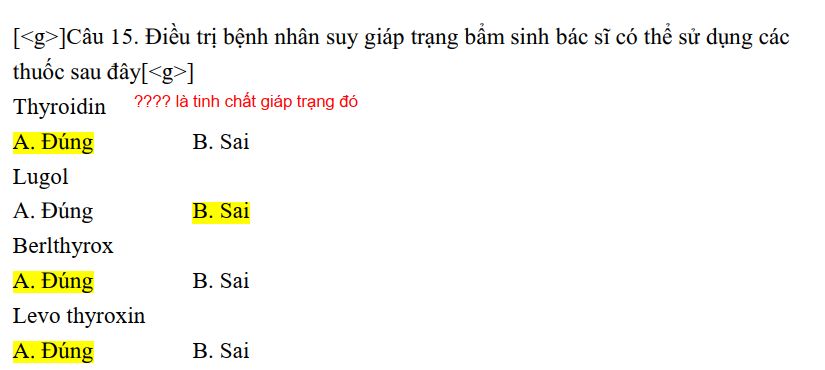 [<g>]Câu 15. Điều trị bệnh nhân suy giáp trạng bẩm sinh bác sĩ có thể sử dụng các
thuốc sau đây[<g>]
Thyroidin ???? là tinh chất giáp trạng đó
A. Đúng B. Sai
Lugol
A. Đúng B. Sai
Berlthyrox
A. Đúng B. Sai
Levo thyroxin
A. Đúng B. Sai